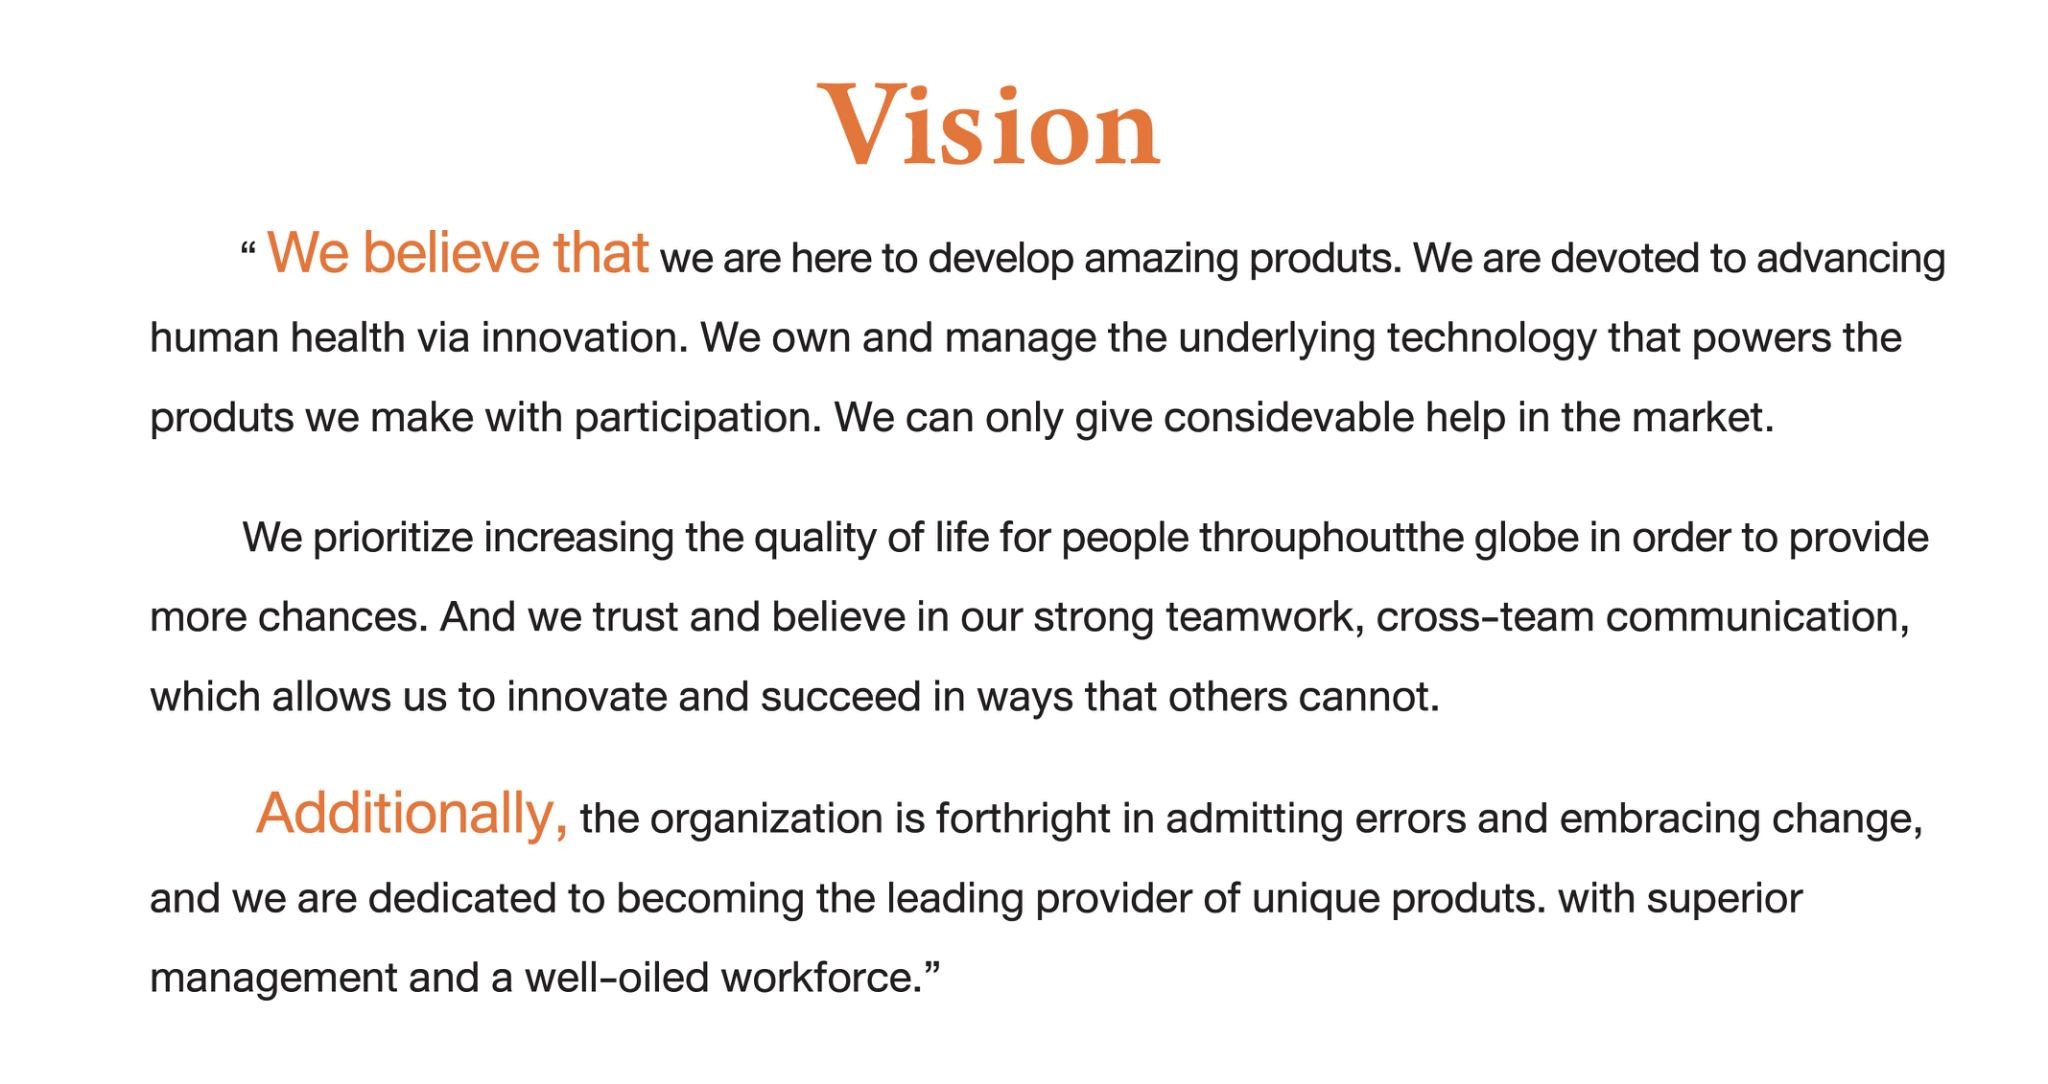 Vision
“ We believe that we are here to develop amazing produts. We are devoted to advancing
human health via innovation. We own and manage the underlying technology that powers the
produts we make with participation. We can only give considevable help in the market.
We prioritize increasing the quality of life for people throuphoutthe globe in order to provide
more chances. And we trust and believe in our strong teamwork, cross-team communication,
which allows us to innovate and succeed in ways that others cannot.
Additionally, the organization is forthright in admitting errors and embracing change,
and we are dedicated to becoming the leading provider of unique produts. with superior
management and a well-oiled workforce.”